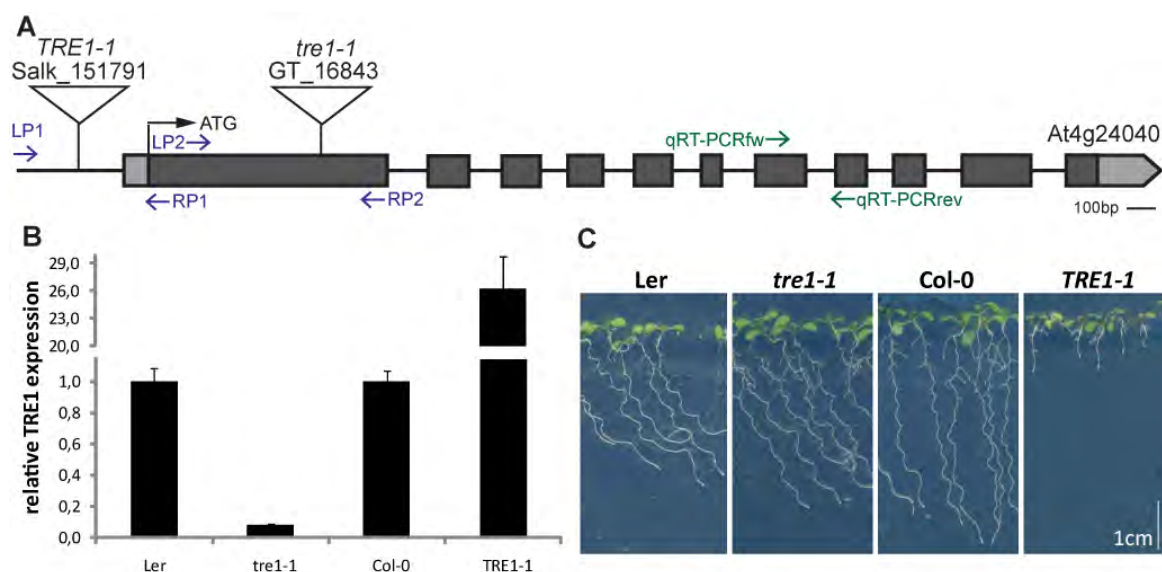 A
TRE1-1
Salk_151791
tre1-1
GT_16843
LP1
ATG
LP2
qRT-PCRfw
At4g24040
RP1
RP2
qRT-PCRrev
100bp
B
relative TRE1 expression
29,0
26,0
23,0
20,0
1,0
0,8
0,6
0,4
0,2
0,0
Ler
tre1-1
Col-0
TRE1-1
C
Ler
tre1-1
Col-0
TRE1-1
1cm